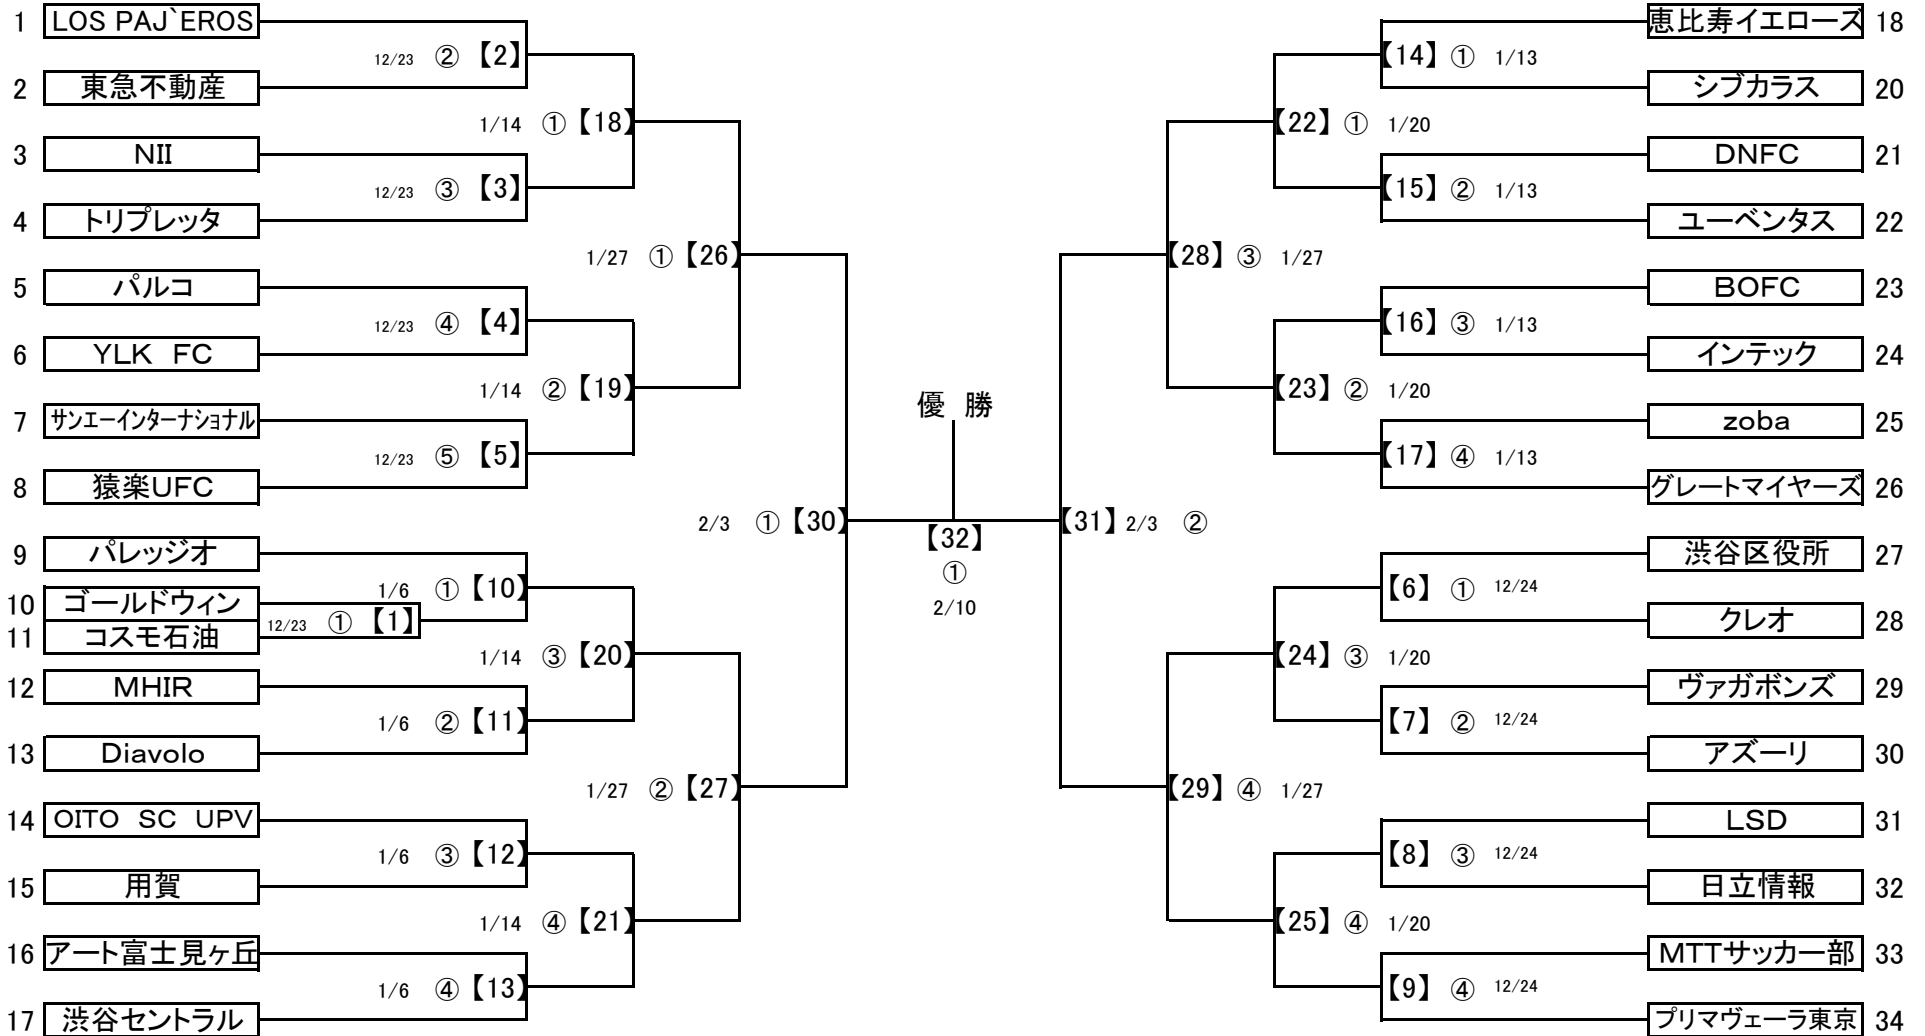 1 LOS PAJ`EROS
12/23 ② 【2】
2 東急不動産
1/14 ① 【18】
3 NII
12/23 ③ 【3】
4 トリプレッタ
1/27 ① 【26】
5 パルコ
12/23 ④ 【4】
6 YLK FC
1/14 ② 【19】
7 サンエーインターナショナル
12/23 ⑤ 【5】
8 猿楽UFC
2/3 ① 【30】
9 パレッジオ
1/6 ① 【10】
10 ゴールドウィン
12/23 ① 【1】
11 コスモ石油
1/14 ③ 【20】
12 MHIR
1/6 ② 【11】
13 Diavolo
1/27 ② 【27】
14 OITO SC UPV
1/6 ③ 【12】
15 用賀
1/14 ④ 【21】
16 アート富士見ヶ丘
1/6 ④ 【13】
17 渋谷セントラル
優 勝
【32】
①
2/10
恵比寿イエローズ 18
【14】 ① 1/13
シブカラス 20
【22】 ① 1/20
DNFC 21
【15】 ② 1/13
ユーベンタス 22
【28】 ③ 1/27
BOFC 23
【16】 ③ 1/13
インテック 24
【23】 ② 1/20
zoba 25
【17】 ④ 1/13
グレートマイヤーズ 26
【31】 2/3 ②
渋谷区役所 27
【6】 ① 12/24
クレオ 28
【24】 ③ 1/20
ヴァガボンズ 29
【7】 ② 12/24
アズーリ 30
【29】 ④ 1/27
LSD 31
【8】 ③ 12/24
日立情報 32
【25】 ④ 1/20
MTTサッカー部 33
【9】 ④ 12/24
プリマヴェーラ東京 34